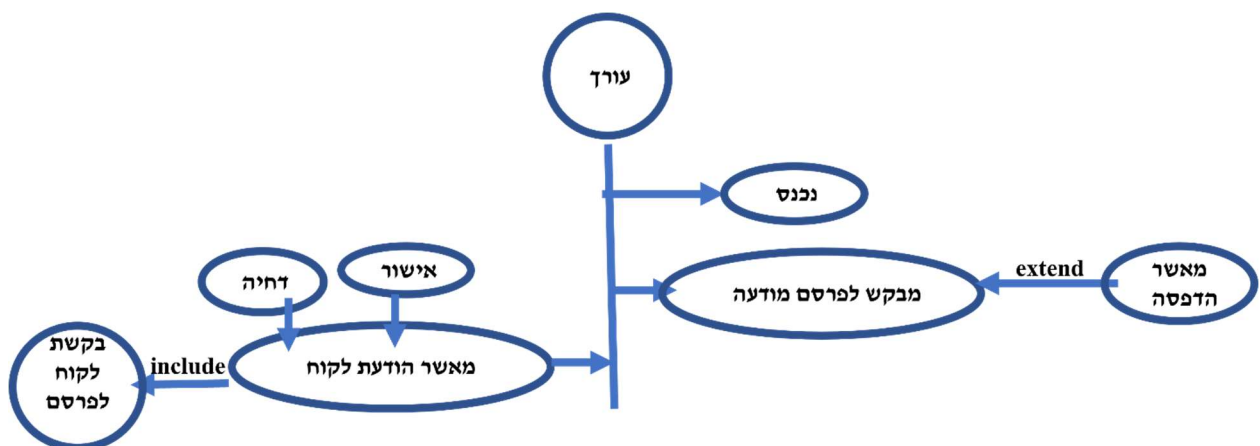 עורך
נכנס
דחיה
אישור
מאשר
הדפסה
extend
מבקש לפרסם מודעה
בקשת
לקוח
לפרסם
include
מאשר הודעת לקוח